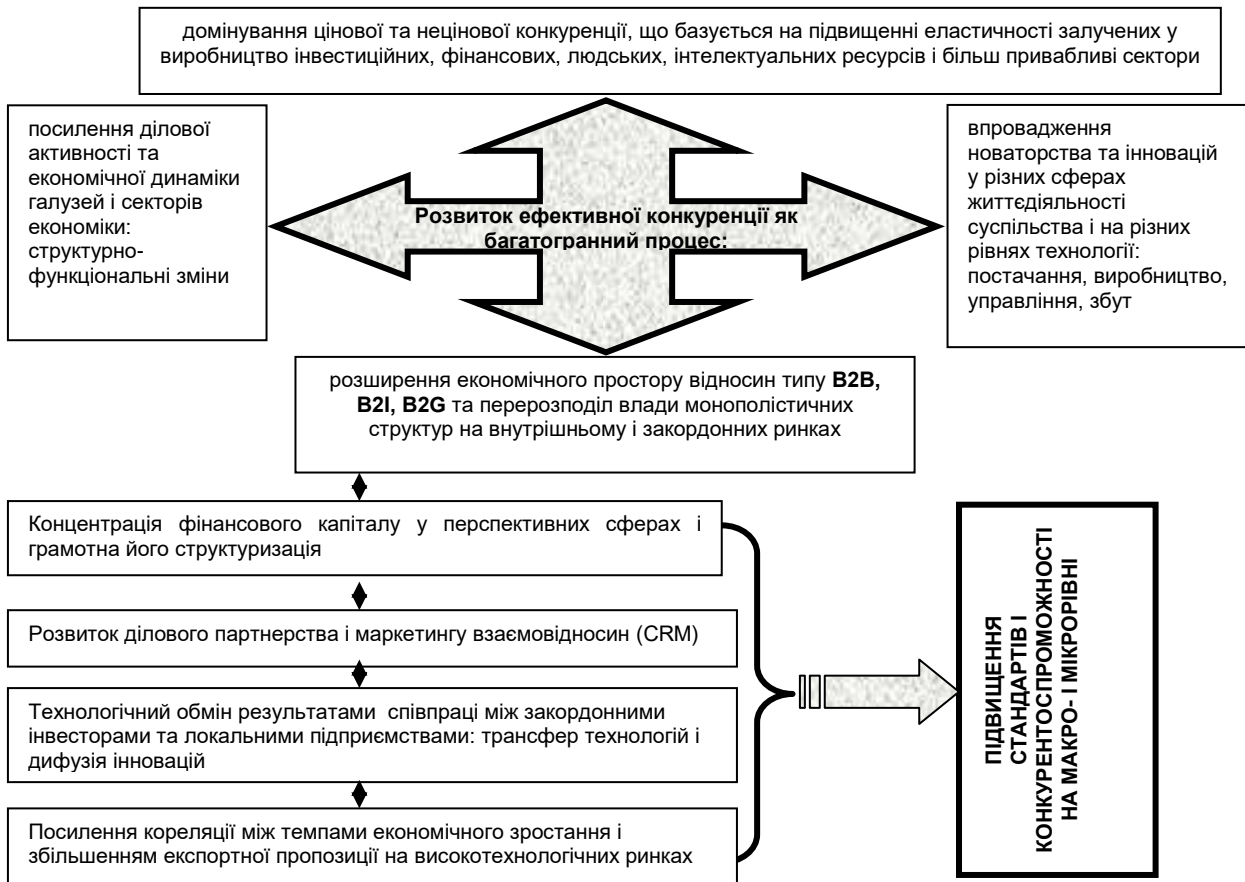 домінування цінової та нецінової конкуренції, що базується на підвищенні еластичності залучених у
виробництво інвестиційних, фінансових, людських, інтелектуальних ресурсів і більш привабливі сектори
посилення ділової
активності та
економічної динаміки
галузей і секторів
економіки:
структурно-
функціональні зміни
Розвиток ефективної конкуренції як
багатогранний процес:
впровадження
новаторства та інновацій
у різних сферах
життєдіяльності
суспільства і на різних
рівнях технології:
постачання, виробництво,
управління, збут
розширення економічного простору відносин типу B2B,
B2I, B2G та перерозподіл влади монополістичних
структур на внутрішньому і закордонних ринках
Концентрація фінансового капіталу у перспективних сферах і
грамотна його структуризація
Розвиток ділового партнерства і маркетингу взаємовідносин (CRM)
Технологічний обмін результатами співпраці між закордонними
інвесторами та локальними підприємствами: трансфер технологій і
дифузія інновацій
Посилення кореляції між темпами економічного зростання і
збільшенням експортної пропозиції на високотехнологічних ринках
ПІДВИЩЕННЯ
СТАНДАРТІВ І
КОНКУРЕНТОСПРОМОЖНОСТІ
НА МАКРО- І МІКРОРІВНІ